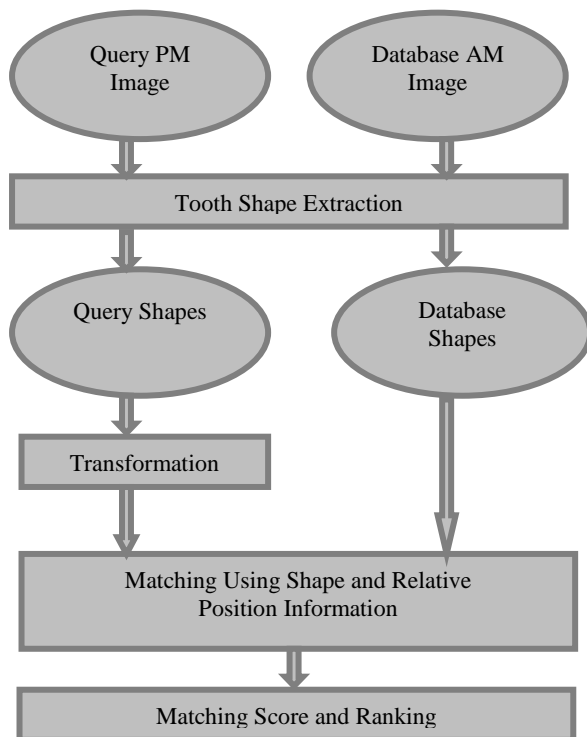 Query PM
Image
Database AM
Image
Tooth Shape Extraction
Query Shapes
Database
Shapes
Transformation
Matching Using Shape and Relative
Position Information
Matching Score and Ranking